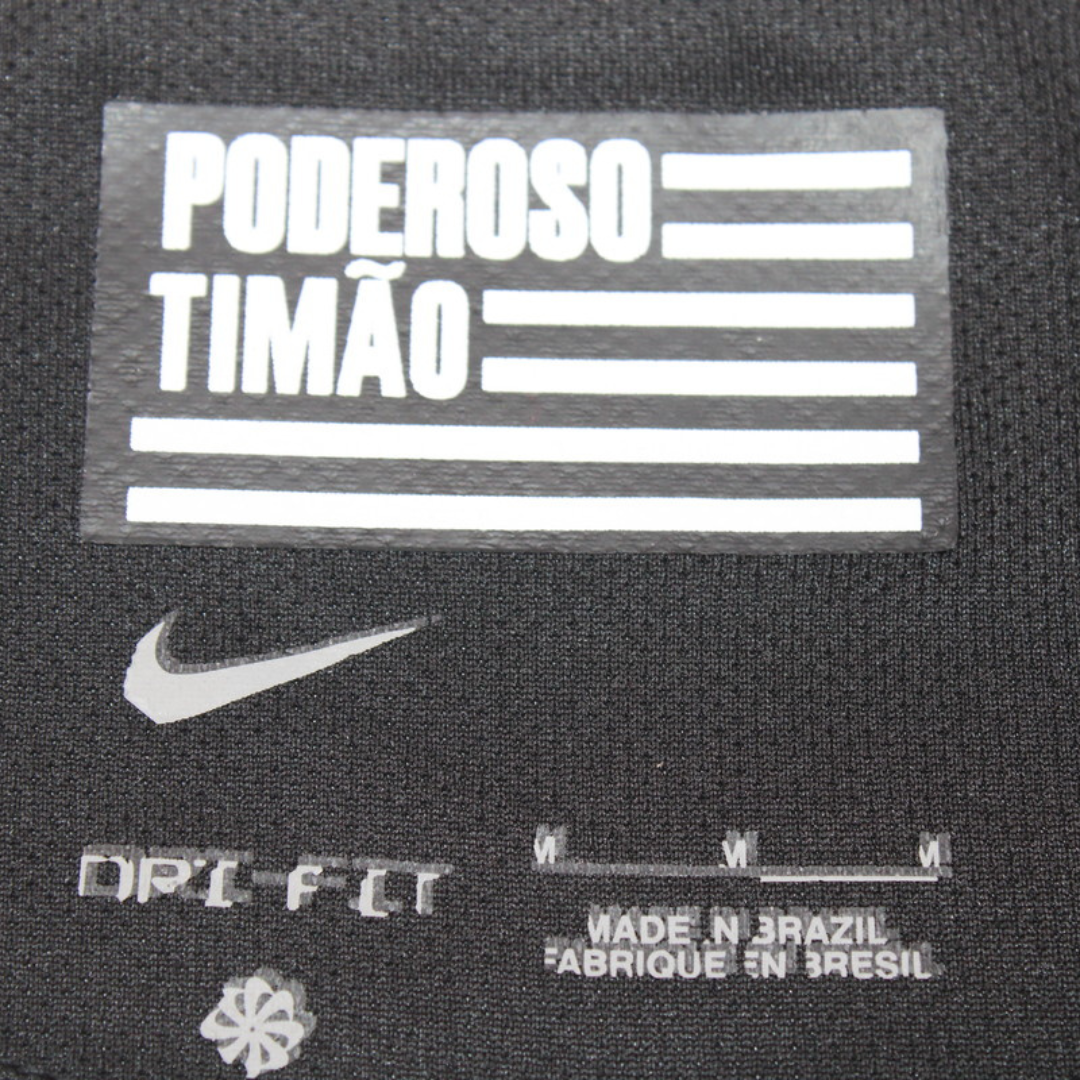 PODEROSO
TIMÃO
DRI-FIT
M M M
MADE IN BRAZIL
FABRIQUE EN BRESIL